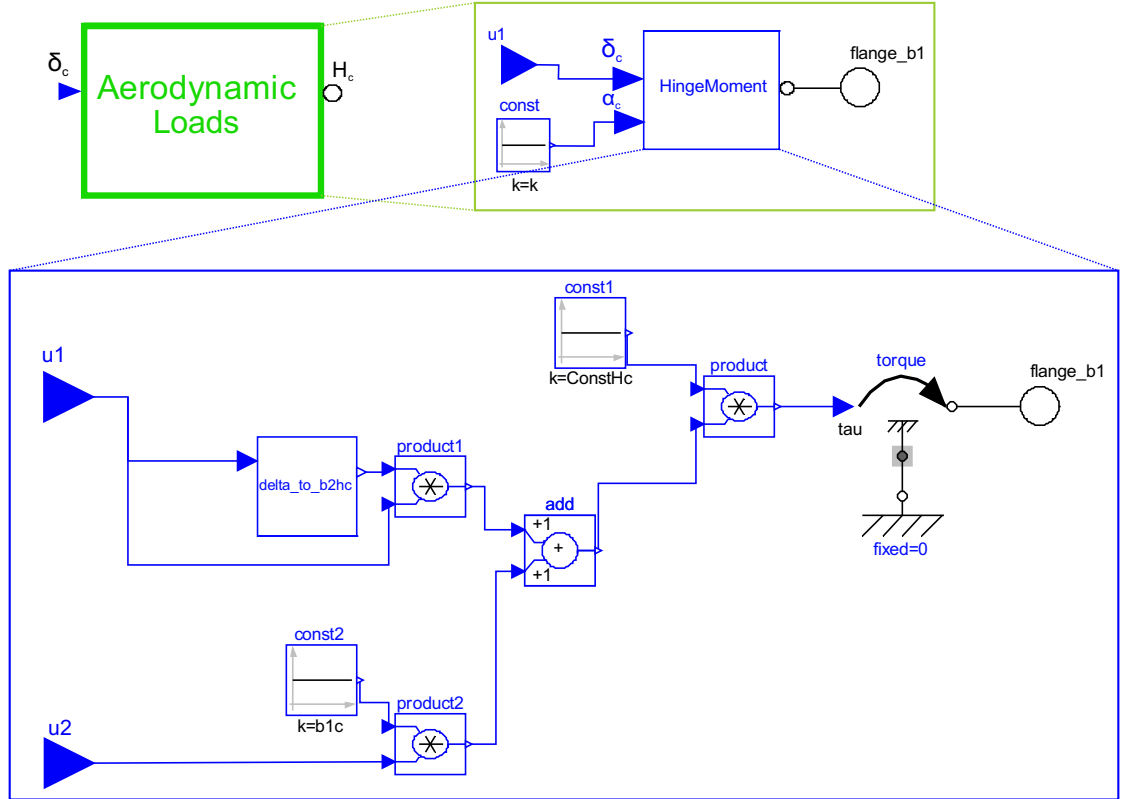 δc
Aerodynamic
Loads
Hc
u1
δc
αc
const
k=k
HingeMoment
flange_b1
const1
k=ConstHc
u1
product
torque
flange_b1
tau
delta_to_b2hc
product1
add
+1
+
+1
fixed=0
const2
k=b1c
product2
u2